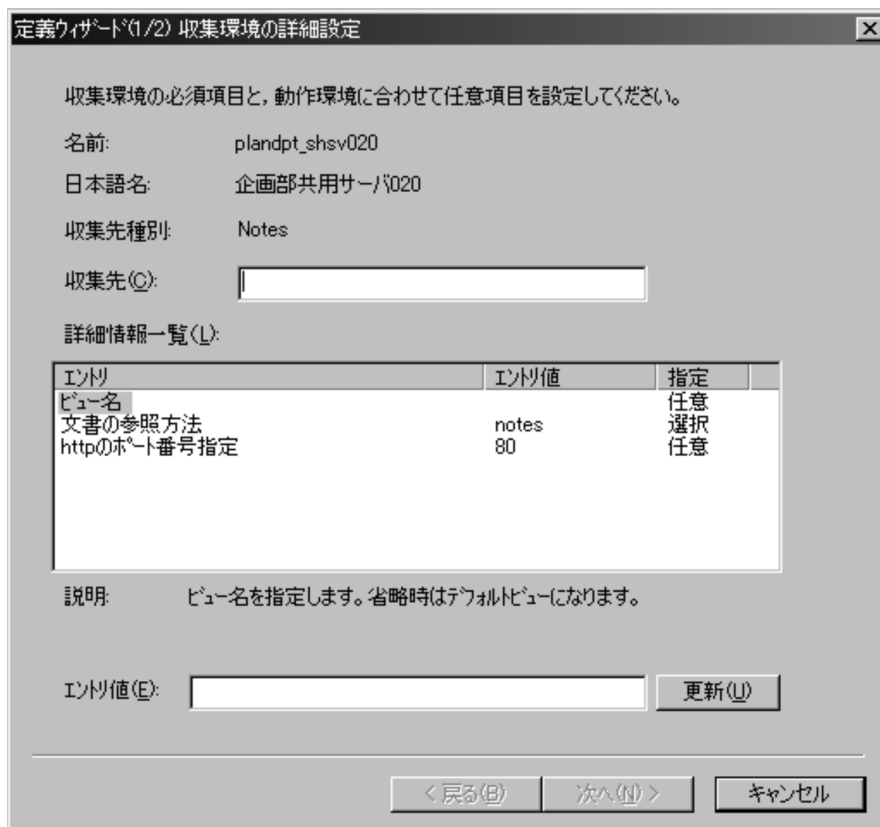 定義ウィザード(1/2) 収集環境の詳細設定
収集環境の必須項目と，動作環境に合わせて任意項目を設定してください。
名前: plandpt_shsv020
日本語名: 企画部共用サーバ020
収集先種別: Notes
収集先(C):
詳細情報一覧(L):
エントリ エントリ値 指定
ビュー名 任意
文書の参照方法 notes 選択
httpのポート番号指定 80 任意
説明: ビュー名を指定します。省略時はデフォルトビューになります。
エントリ値(E): 更新(U)
< 戻る(B) 次へ(N) > キャンセル